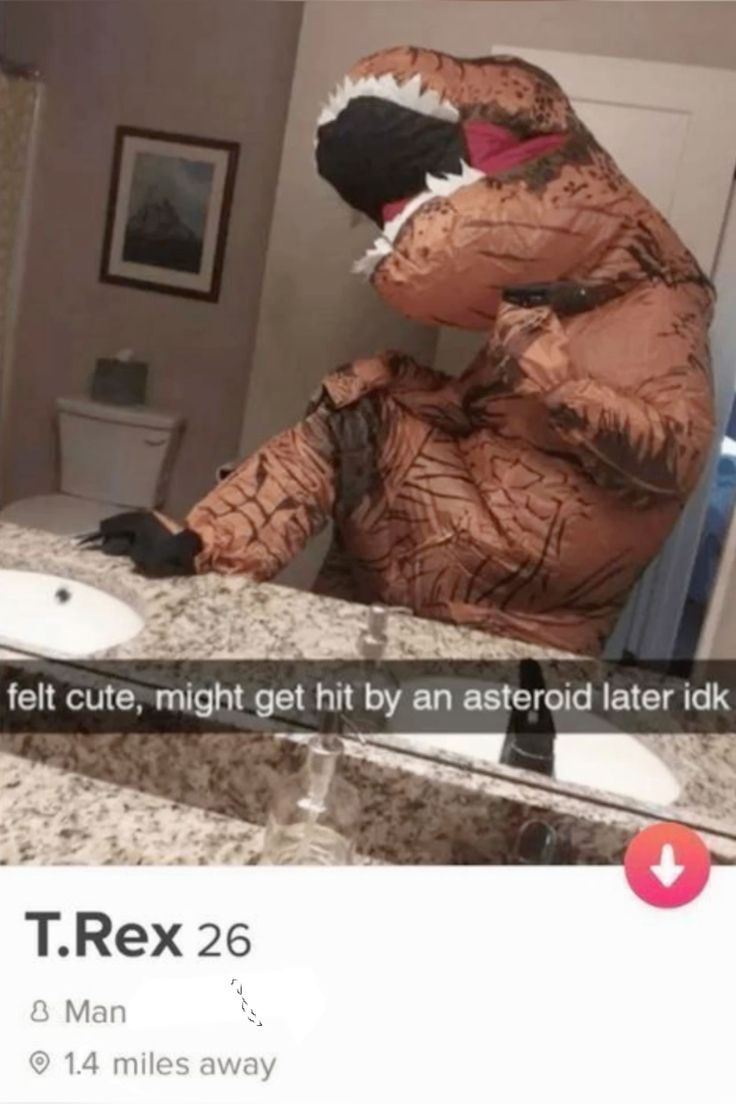 felt cute, might get hit by an asteroid later idk
T.Rex 26
Man
1.4 miles away